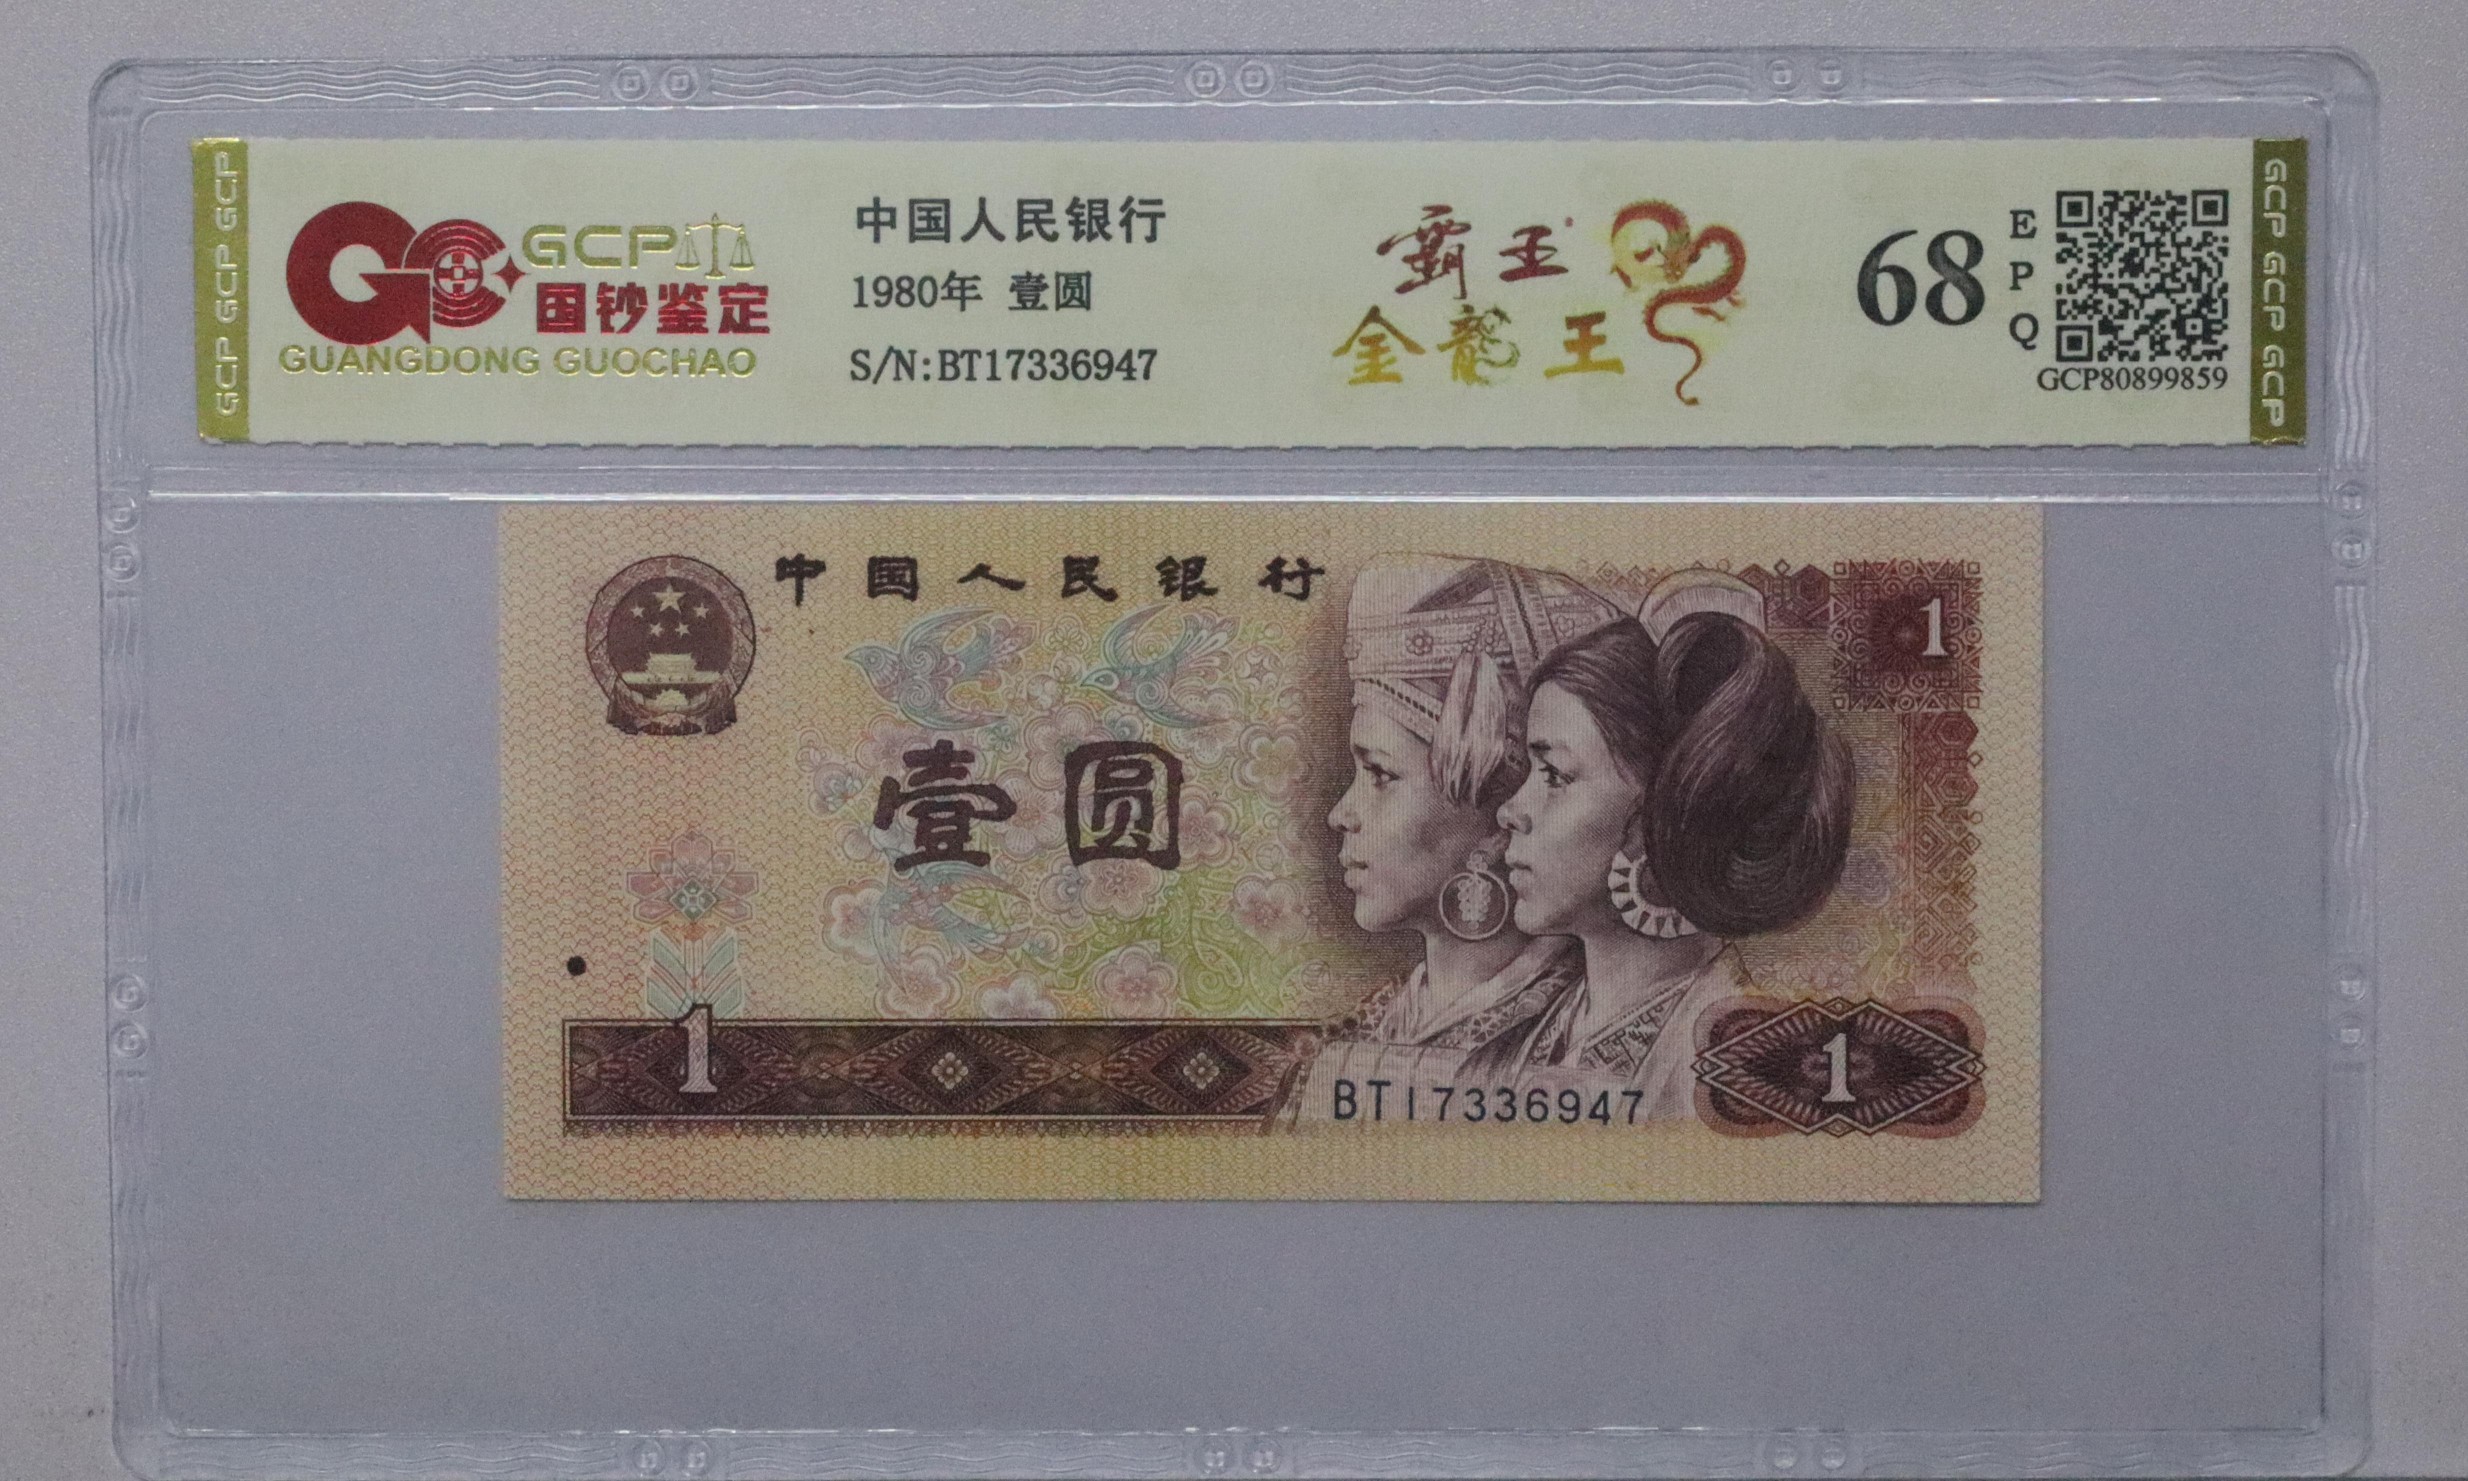 GCP GCP GCP
GCP
国钞鉴定
GUANGDONG GUOCHAO
中国人民银行
1980年 壹圆
S/N:BT17336947
霸王
金龍王
68
E
P
Q
GCP80899859
GCP GCP GCP
中国人民银行
1
壹圆
1
BT17336947
1